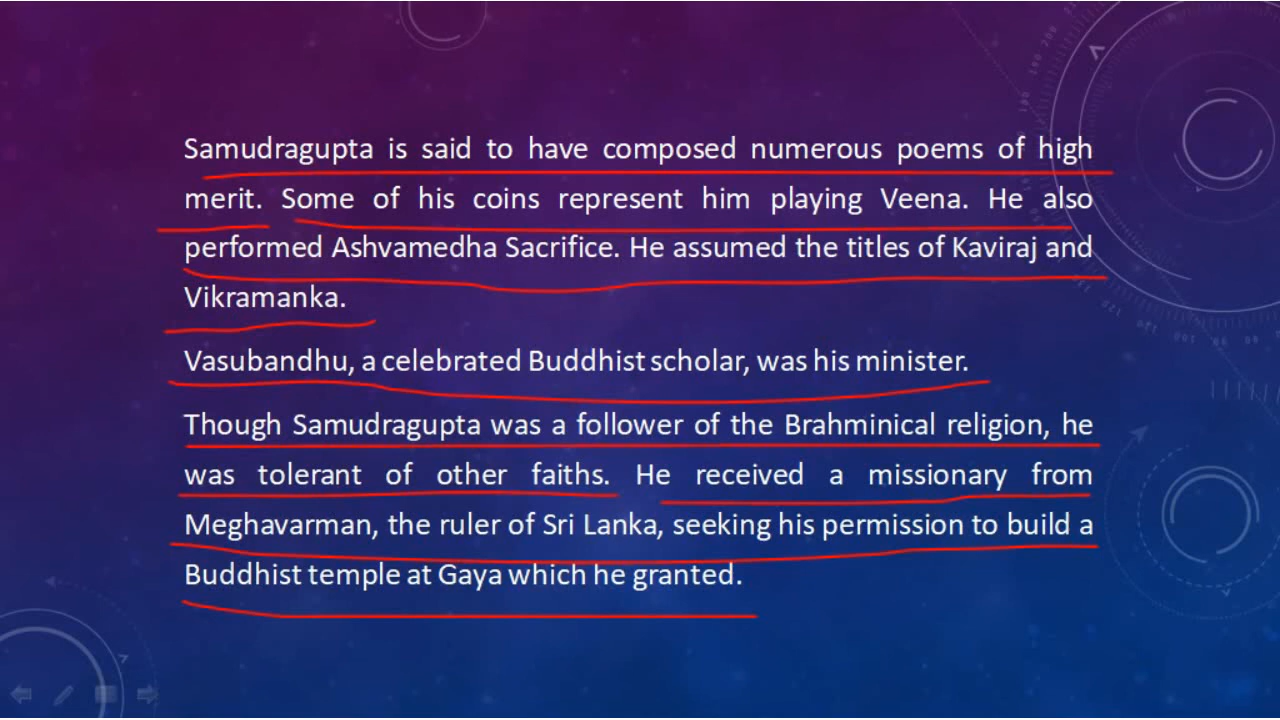 Samudragupta is said to have composed numerous poems of high
merit. Some of his coins represent him playing Veena. He also
performed Ashvamedha Sacrifice. He assumed the titles of Kaviraj and
Vikramanka.
Vasubandhu, a celebrated Buddhist scholar, was his minister.
Though Samudragupta was a follower of the Brahminical religion, he
was tolerant of other faiths. He received a missionary from
Meghavarman, the ruler of Sri Lanka, seeking his permission to build a
Buddhist temple at Gaya which he granted.